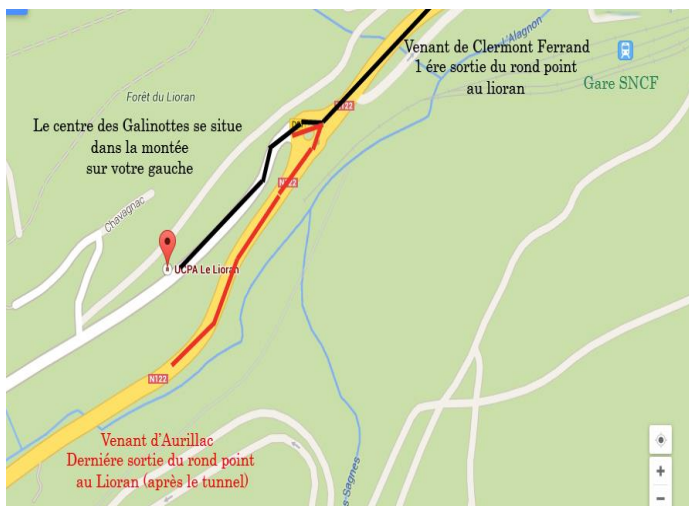 L'Alagnon
Venant de Clermont Ferrand
1 ére sortie du rond point
au lioran
Gare SNCF
Forêt du Lioran
N122
Le centre des Galinottes se situe
dans la montée
sur votre gauche
N122
Chavagnac
UCPA Le Lioran
N122
Venant d'Aurillac
Derniére sortie du rond point
au Lioran (après le tunnel)
Sagnes
+
−